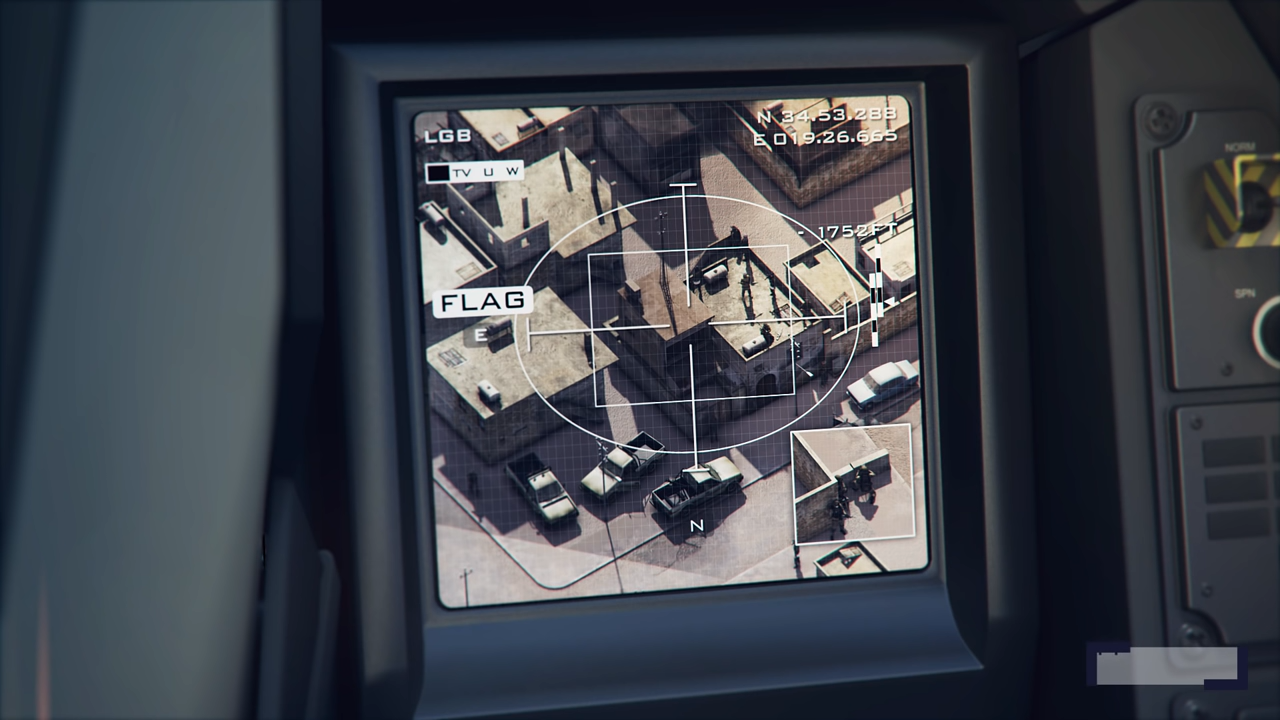 LGB
N 34.53.288
E 019.26.665
TV U W
- 1752FT
FLAG
E
N
NORM
SPN